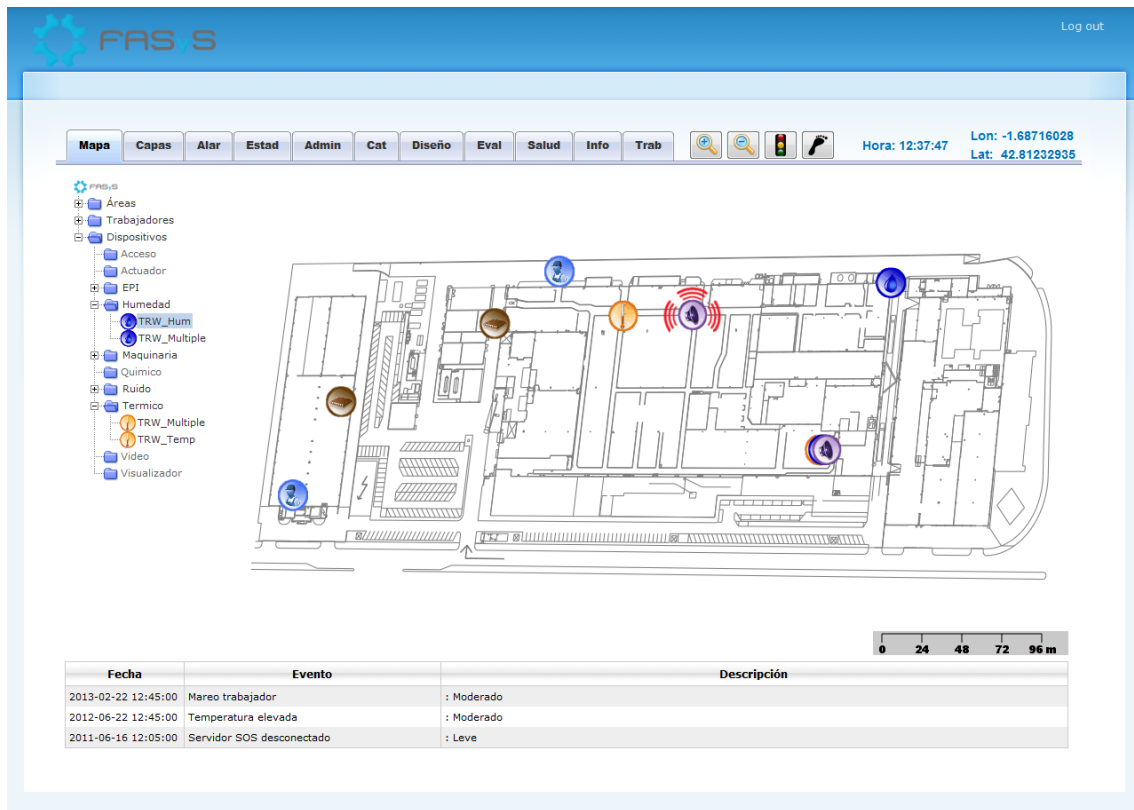 FASyS
Log out
Mapa Capas Alar Estad Admin Cat Diseño Eval Salud Info Trab
Hora: 12:37:47
Lon: -1.68716028
Lat: 42.81232935
FASyS
Áreas
Trabajadores
Dispositivos
Acceso
Actuador
EPI
Humedad
TRW_Hum
TRW_Multiple
Maquinaria
Quimico
Ruido
Termico
TRW_Multiple
TRW_Temp
Video
Visualizador
0 24 48 72 96 m
Fecha Evento Descripción
2013-02-22 12:45:00 Mareo trabajador : Moderado
2012-06-22 12:45:00 Temperatura elevada : Moderado
2011-06-16 12:05:00 Servidor SOS desconectado : Leve